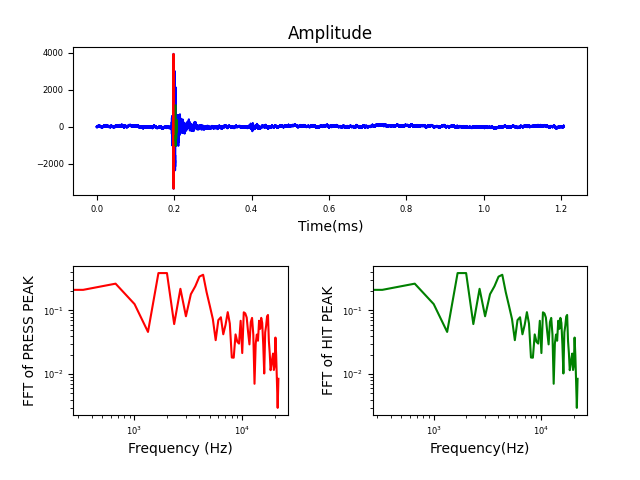 Amplitude
4000
2000
0
−2000
0.0 0.2 0.4 0.6 0.8 1.0 1.2
Time(ms)
FFT of PRESS PEAK
10⁻¹
10⁻²
10³ 10⁴
Frequency (Hz)
FFT of HIT PEAK
10⁻¹
10⁻²
10³ 10⁴
Frequency(Hz)